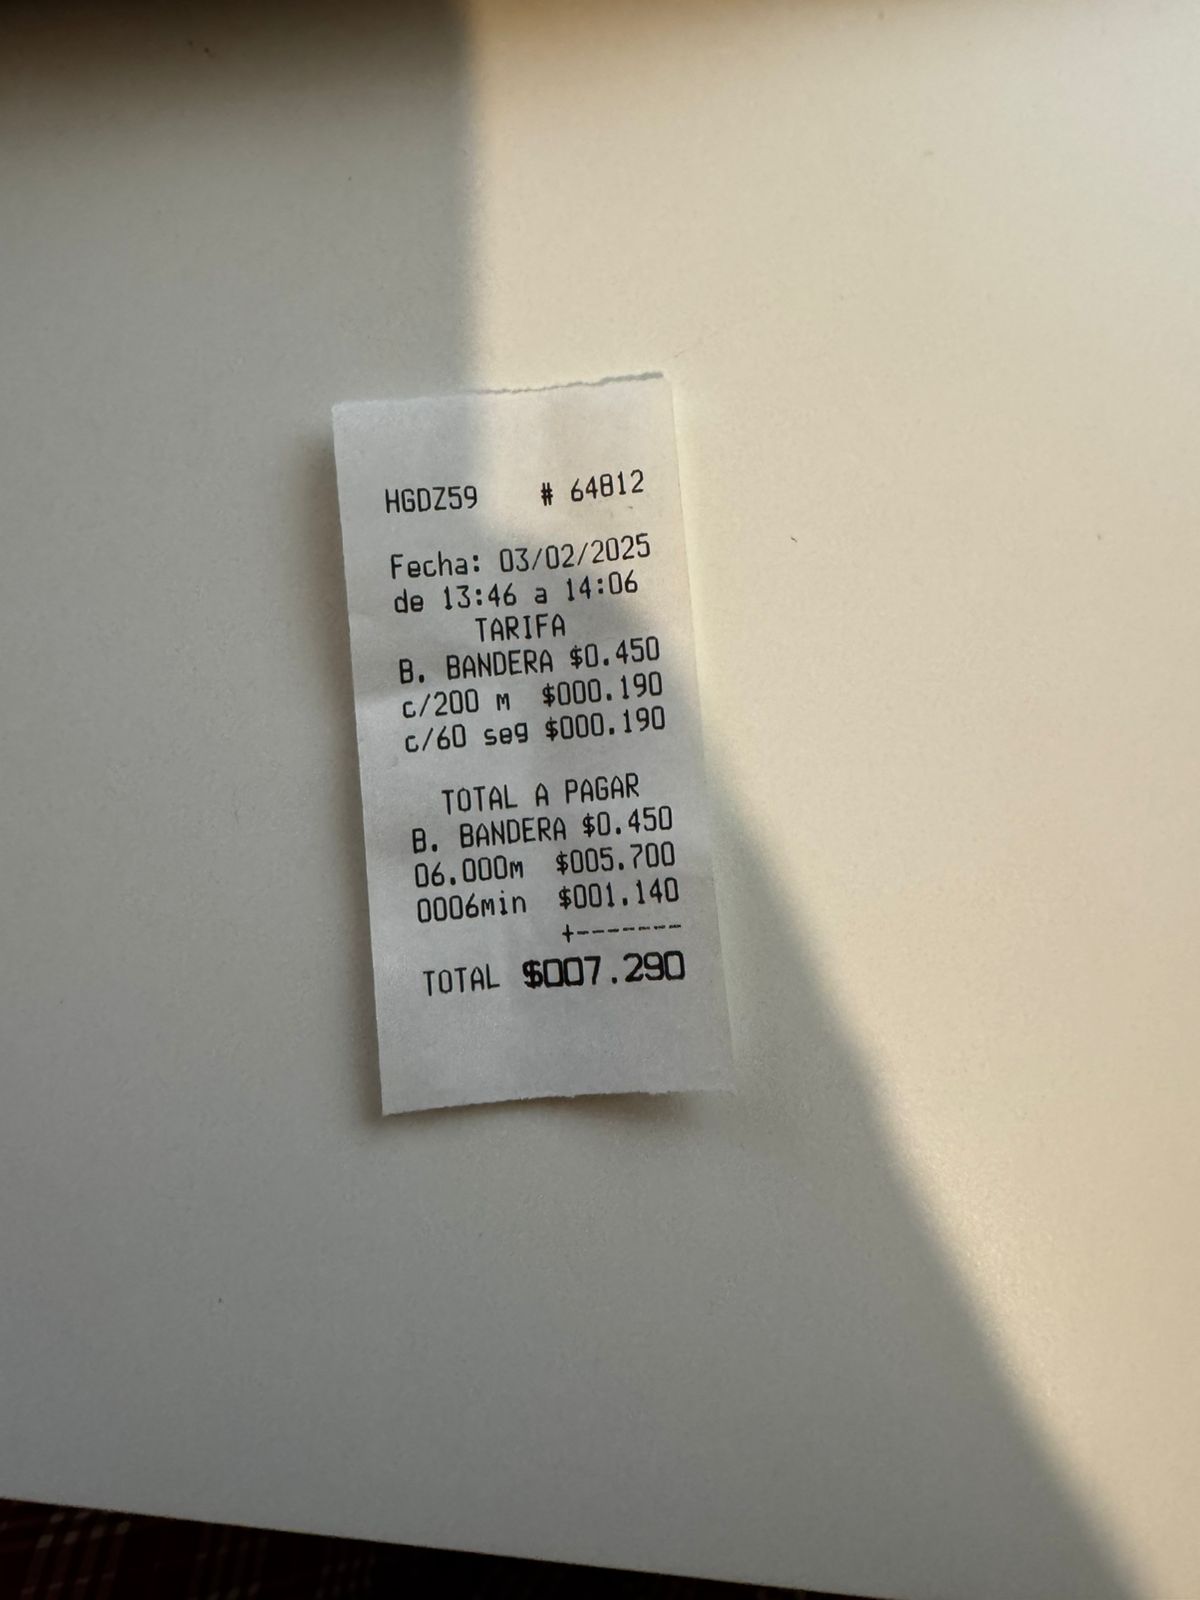 HGDZ59 # 64812
Fecha: 03/02/2025
de 13:46 a 14:06
TARIFA
B. BANDERA $0.450
c/200 m $000.190
c/60 seg $000.190
TOTAL A PAGAR
B. BANDERA $0.450
06.000m $005.700
0006min $001.140
+-------
TOTAL $007.290